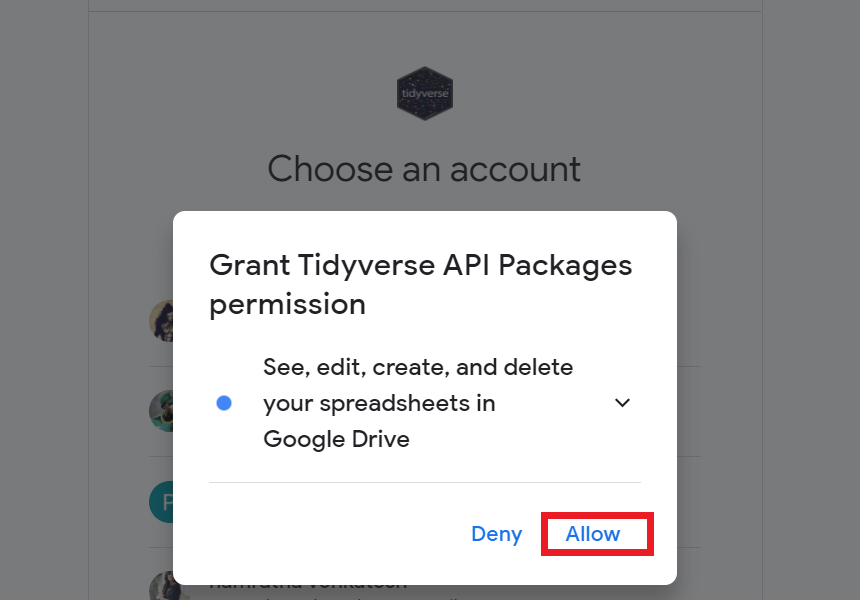 tidyverse
Choose an account
Grant Tidyverse API Packages
permission
See, edit, create, and delete
your spreadsheets in
Google Drive
P
Deny
Allow